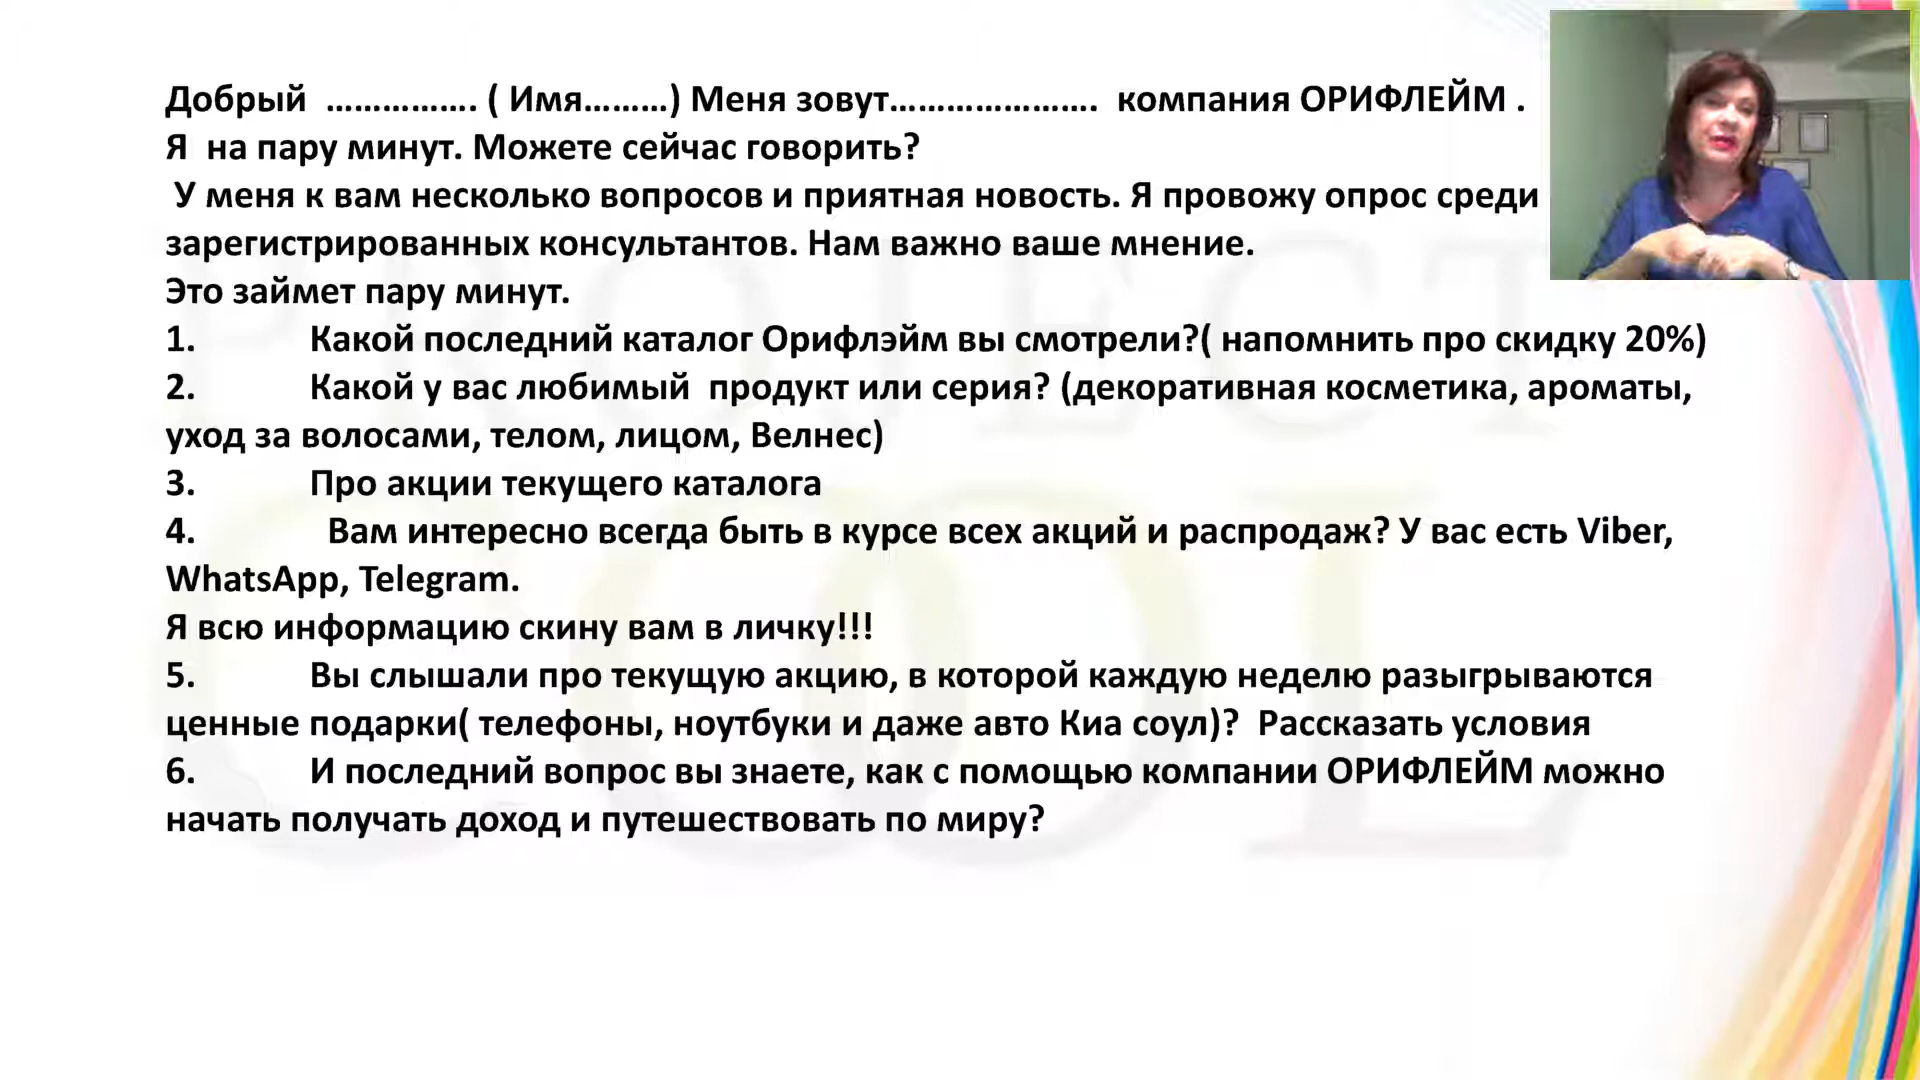 Добрый ……………. ( Имя………) Меня зовут…………………. компания ОРИФЛЕЙМ .
Я на пару минут. Можете сейчас говорить?
У меня к вам несколько вопросов и приятная новость. Я провожу опрос среди
зарегистрированных консультантов. Нам важно ваше мнение.
Это займет пару минут.
1. Какой последний каталог Орифлэйм вы смотрели?( напомнить про скидку 20%)
2. Какой у вас любимый продукт или серия? (декоративная косметика, ароматы,
уход за волосами, телом, лицом, Велнес)
3. Про акции текущего каталога
4. Вам интересно всегда быть в курсе всех акций и распродаж? У вас есть Viber,
WhatsApp, Telegram.
Я всю информацию скину вам в личку!!!
5. Вы слышали про текущую акцию, в которой каждую неделю разыгрываются
ценные подарки( телефоны, ноутбуки и даже авто Киа соул)? Рассказать условия
6. И последний вопрос вы знаете, как с помощью компании ОРИФЛЕЙМ можно
начать получать доход и путешествовать по миру?
PROJECT
COOL